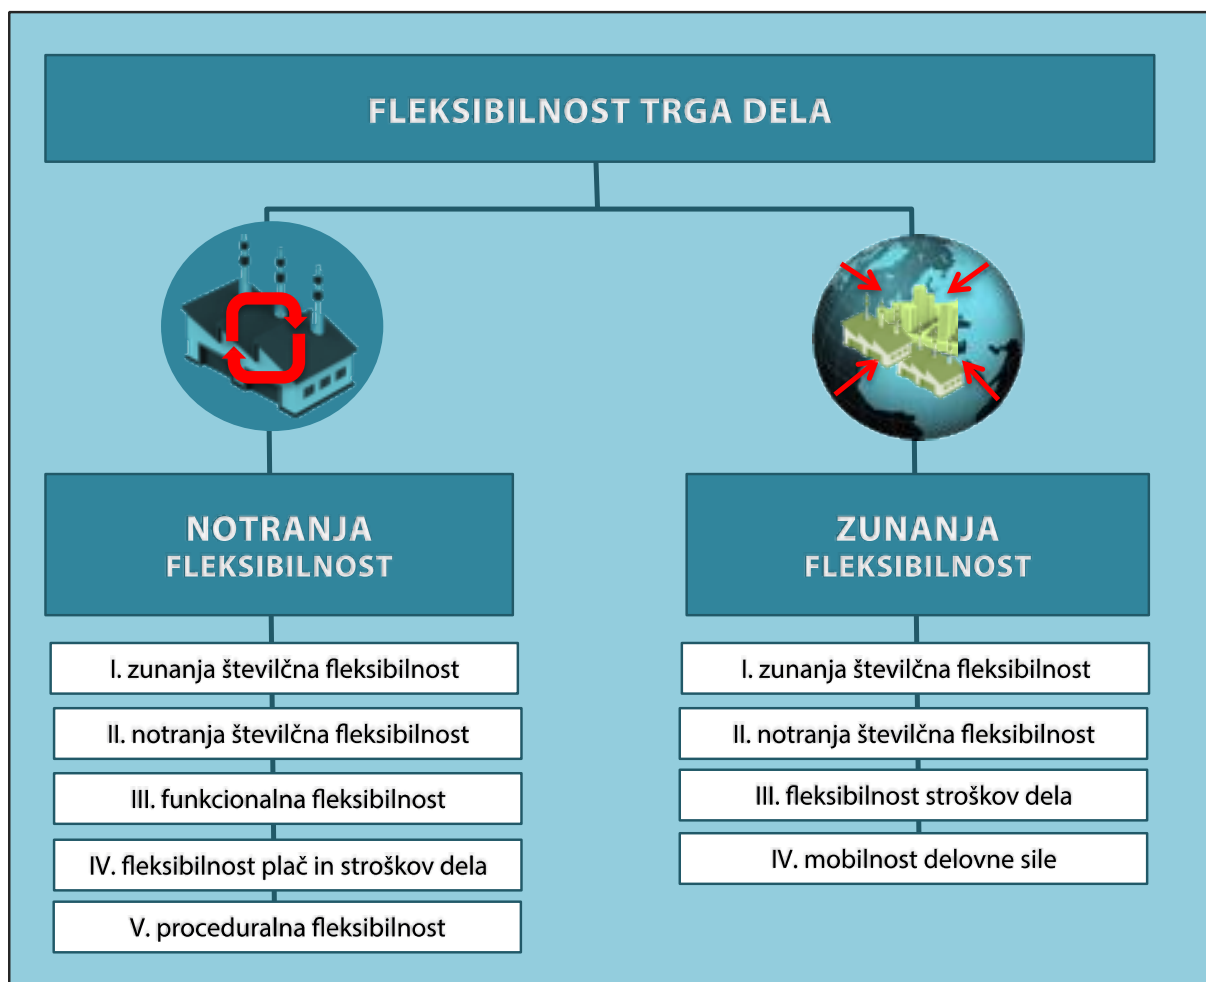 FLEKSIBILNOST TRGA DELA
NOTRANJA
FLEKSIBILNOST
I. zunanja številčna fleksibilnost
II. notranja številčna fleksibilnost
III. funkcionalna fleksibilnost
IV. fleksibilnost plač in stroškov dela
V. proceduralna fleksibilnost
ZUNANJA
FLEKSIBILNOST
I. zunanja številčna fleksibilnost
II. notranja številčna fleksibilnost
III. fleksibilnost stroškov dela
IV. mobilnost delovne sile